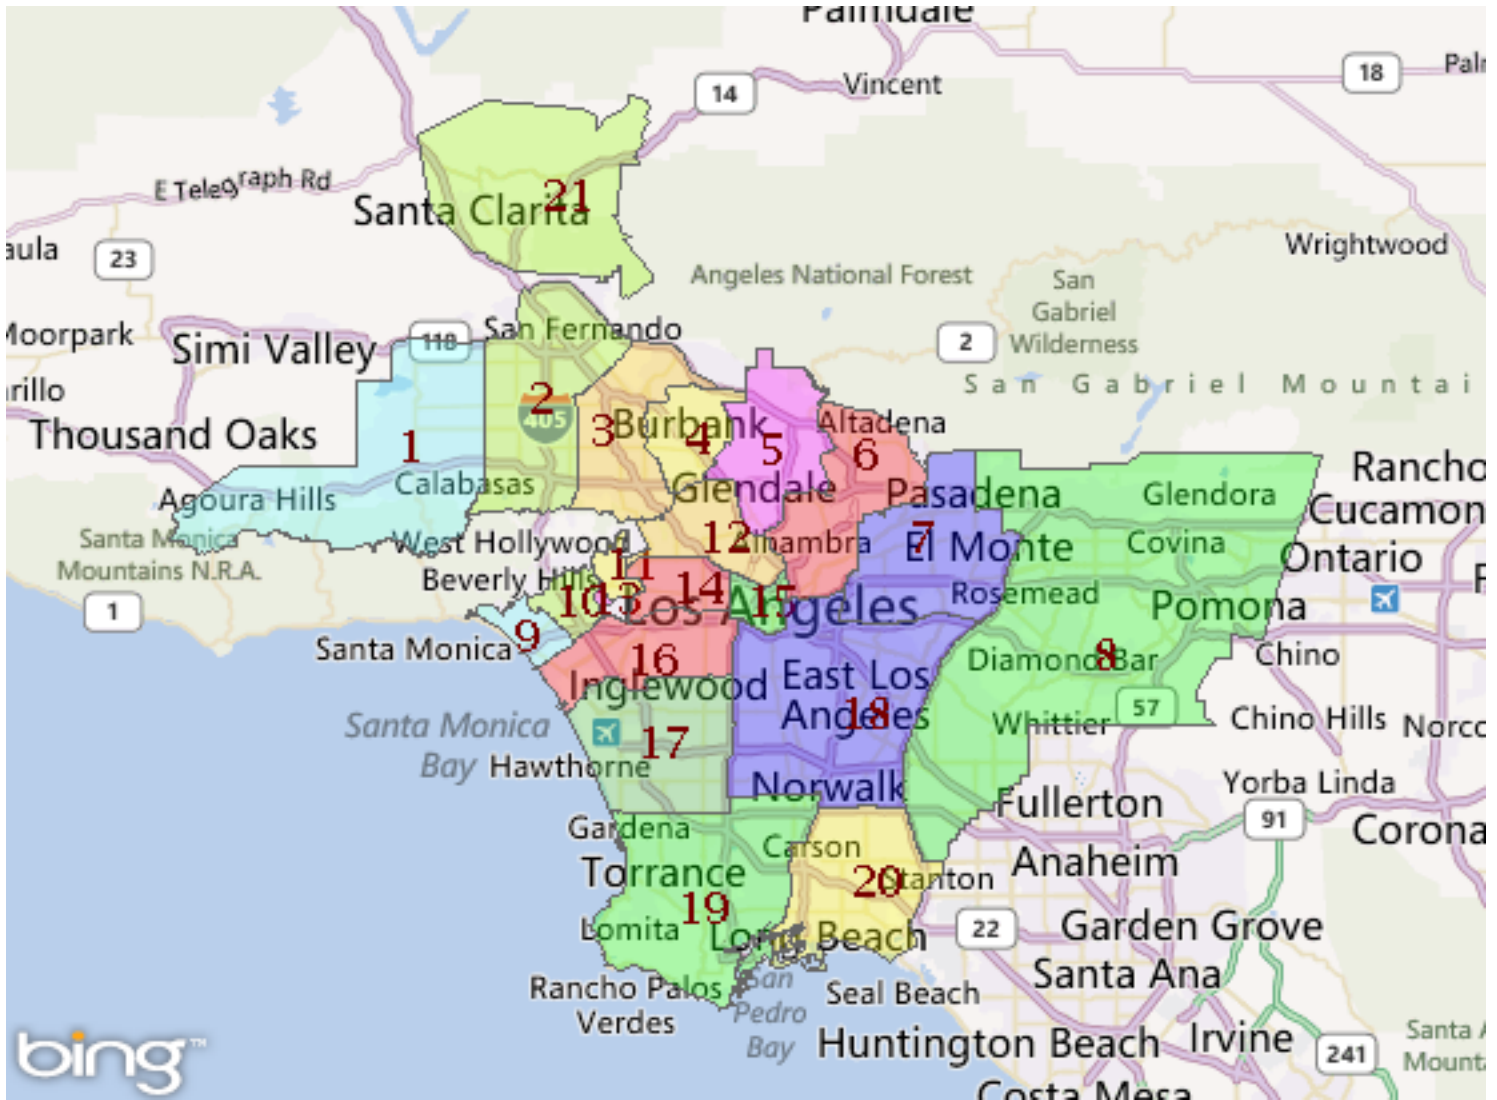 Palmdale
18
14
Vincent
E Telegraph Rd
21
Santa Clarita
23
Wrightwood
Angeles National Forest
San
Gabriel
Wilderness
Moorpark
118
San Fernando
2
Simi Valley
San Gabriel Mountai
2
405
Thousand Oaks
1
3
Burbank
4
5
Altadena
6
Calabasas
Glendale
Pasadena
Glendora
Rancho
Cucamon
Agoura Hills
Santa Monica
Mountains N.R.A.
West Hollywood
12
Alhambra
7
El Monte
Covina
Ontario
11
Beverly Hills
10
13
14
15
Los Angeles
Rosemead
Pomona
1
Santa Monica
9
16
Diamond Bar
8
Chino
Inglewood
East Los
Angeles
18
57
Whittier
Chino Hills
Norco
Santa Monica
Bay
17
Hawthorne
Norwalk
Yorba Linda
Fullerton
91
Corona
Gardena
Carson
Torrance
20
Stanton
Anaheim
19
Lomita
Long Beach
22
Garden Grove
Santa Ana
Rancho Palos
Verdes
San
Pedro
Bay
Seal Beach
Huntington Beach
Irvine
241
Santa A
Mounta
Costa Mesa
bing™